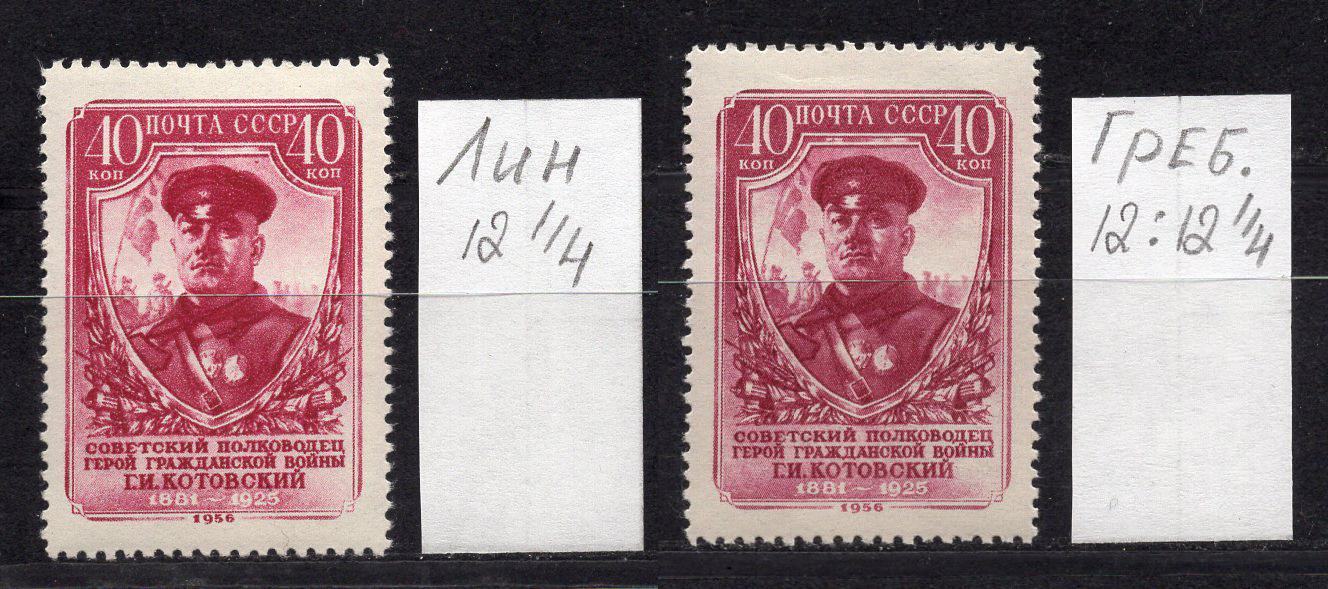 40 ПОЧТА СССР 40
КОП КОП
СОВЕТСКИЙ ПОЛКОВОДЕЦ
ГЕРОЙ ГРАЖДАНСКОЙ ВОЙНЫ
Г.И. КОТОВСКИЙ
1881 ~ 1925
1956
Лин
12 1/4
40 ПОЧТА СССР 40
КОП КОП
СОВЕТСКИЙ ПОЛКОВОДЕЦ
ГЕРОЙ ГРАЖДАНСКОЙ ВОЙНЫ
Г.И. КОТОВСКИЙ
1881 ~ 1925
1956
ГРЕБ.
12:12 1/4